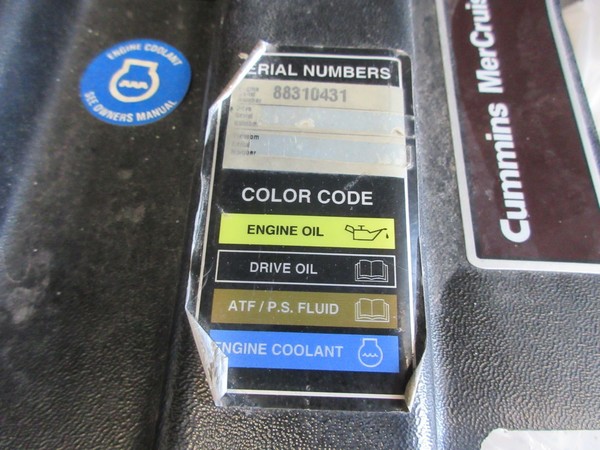 ENGINE COOLANT
SEE OWNERS MANUAL
ERIAL NUMBERS
88310431
COLOR CODE
ENGINE OIL
DRIVE OIL
ATF / P.S. FLUID
ENGINE COOLANT
Cummins MerCruis